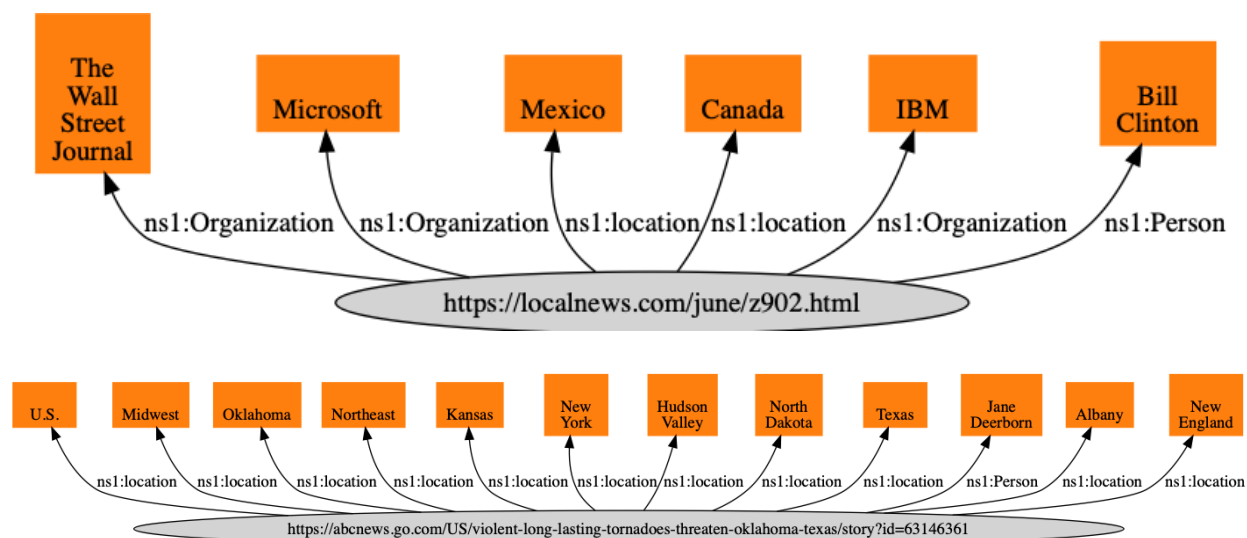 The
Wall
Street
Journal
Microsoft
Mexico
Canada
IBM
Bill
Clinton
ns1:Organization
ns1:Organization
ns1:location
ns1:location
ns1:Organization
ns1:Person
https://localnews.com/june/z902.html
U.S.
Midwest
Oklahoma
Northeast
Kansas
New
York
Hudson
Valley
North
Dakota
Texas
Jane
Deerborn
Albany
New
England
ns1:location
ns1:location
ns1:location
ns1:location
ns1:location
ns1:location
ns1:location
ns1:location
ns1:location
ns1:Person
ns1:location
ns1:location
https://abcnews.go.com/US/violent-long-lasting-tornadoes-threaten-oklahoma-texas/story?id=63146361